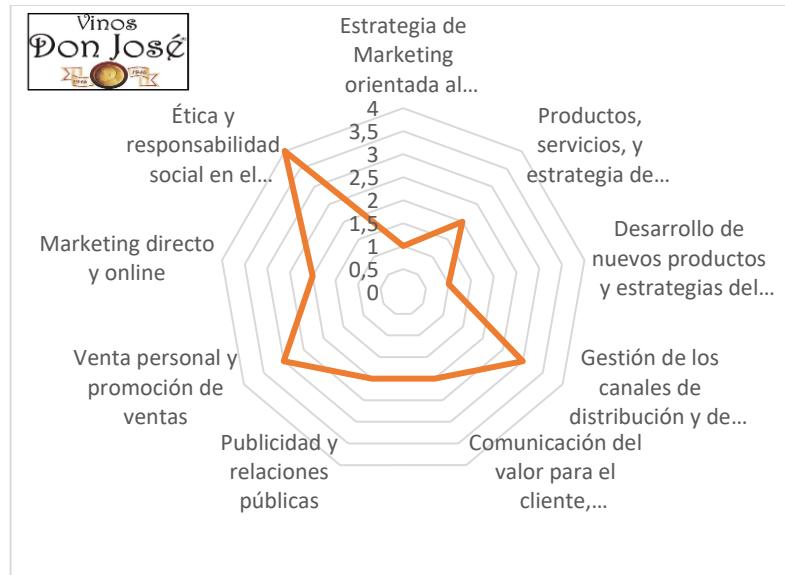 Vinos
Don José
1946
1946
Estrategia de
Marketing
orientada al...
Productos,
servicios, y
estrategia de...
Desarrollo de
nuevos productos
y estrategias del...
Gestión de los
canales de
distribución y de...
Comunicación del
valor para el
cliente,...
Publicidad y
relaciones
públicas
Venta personal y
promoción de
ventas
Marketing directo
y online
Ética y
responsabilidad
social en el...
4
3,5
3
2,5
2
1,5
1
0,5
0